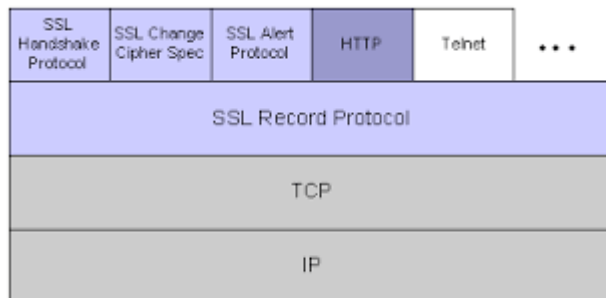 SSL
Handshake
Protocol
SSL Change
Cipher Spec
SSL Alert
Protocol
HTTP
Telnet
...
SSL Record Protocol
TCP
IP